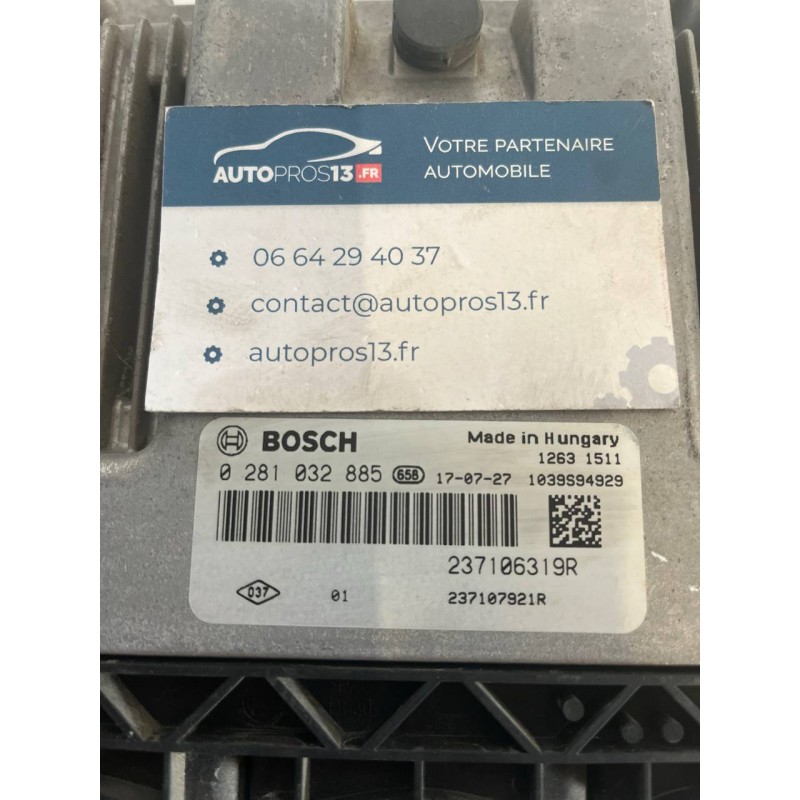 AUTOPROS13.FR
VOTRE PARTENAIRE
AUTOMOBILE
06 64 29 40 37
contact@autopros13.fr
autopros13.fr
BOSCH
Made in Hungary
1263 1511
0 281 032 885 658 17-07-27 1039S94929
237106319R
037 01 237107921R